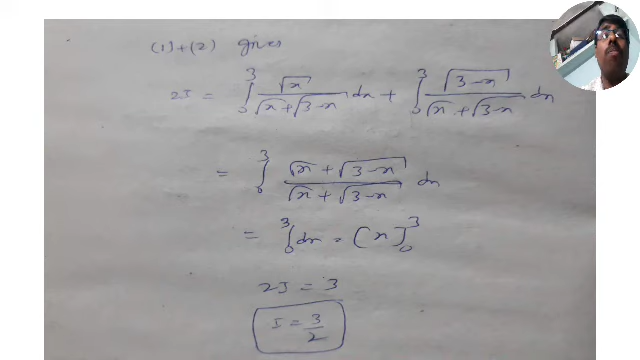 (1)+(2) gives
2I = ∫₀³ √x / (√x + √(3-x)) dx + ∫₀³ √(3-x) / (√x + √(3-x)) dx
= ∫₀³ (√x + √(3-x)) / (√x + √(3-x)) dx
= ∫₀³ dx = [x]₀³
2I = 3
I = 3/2